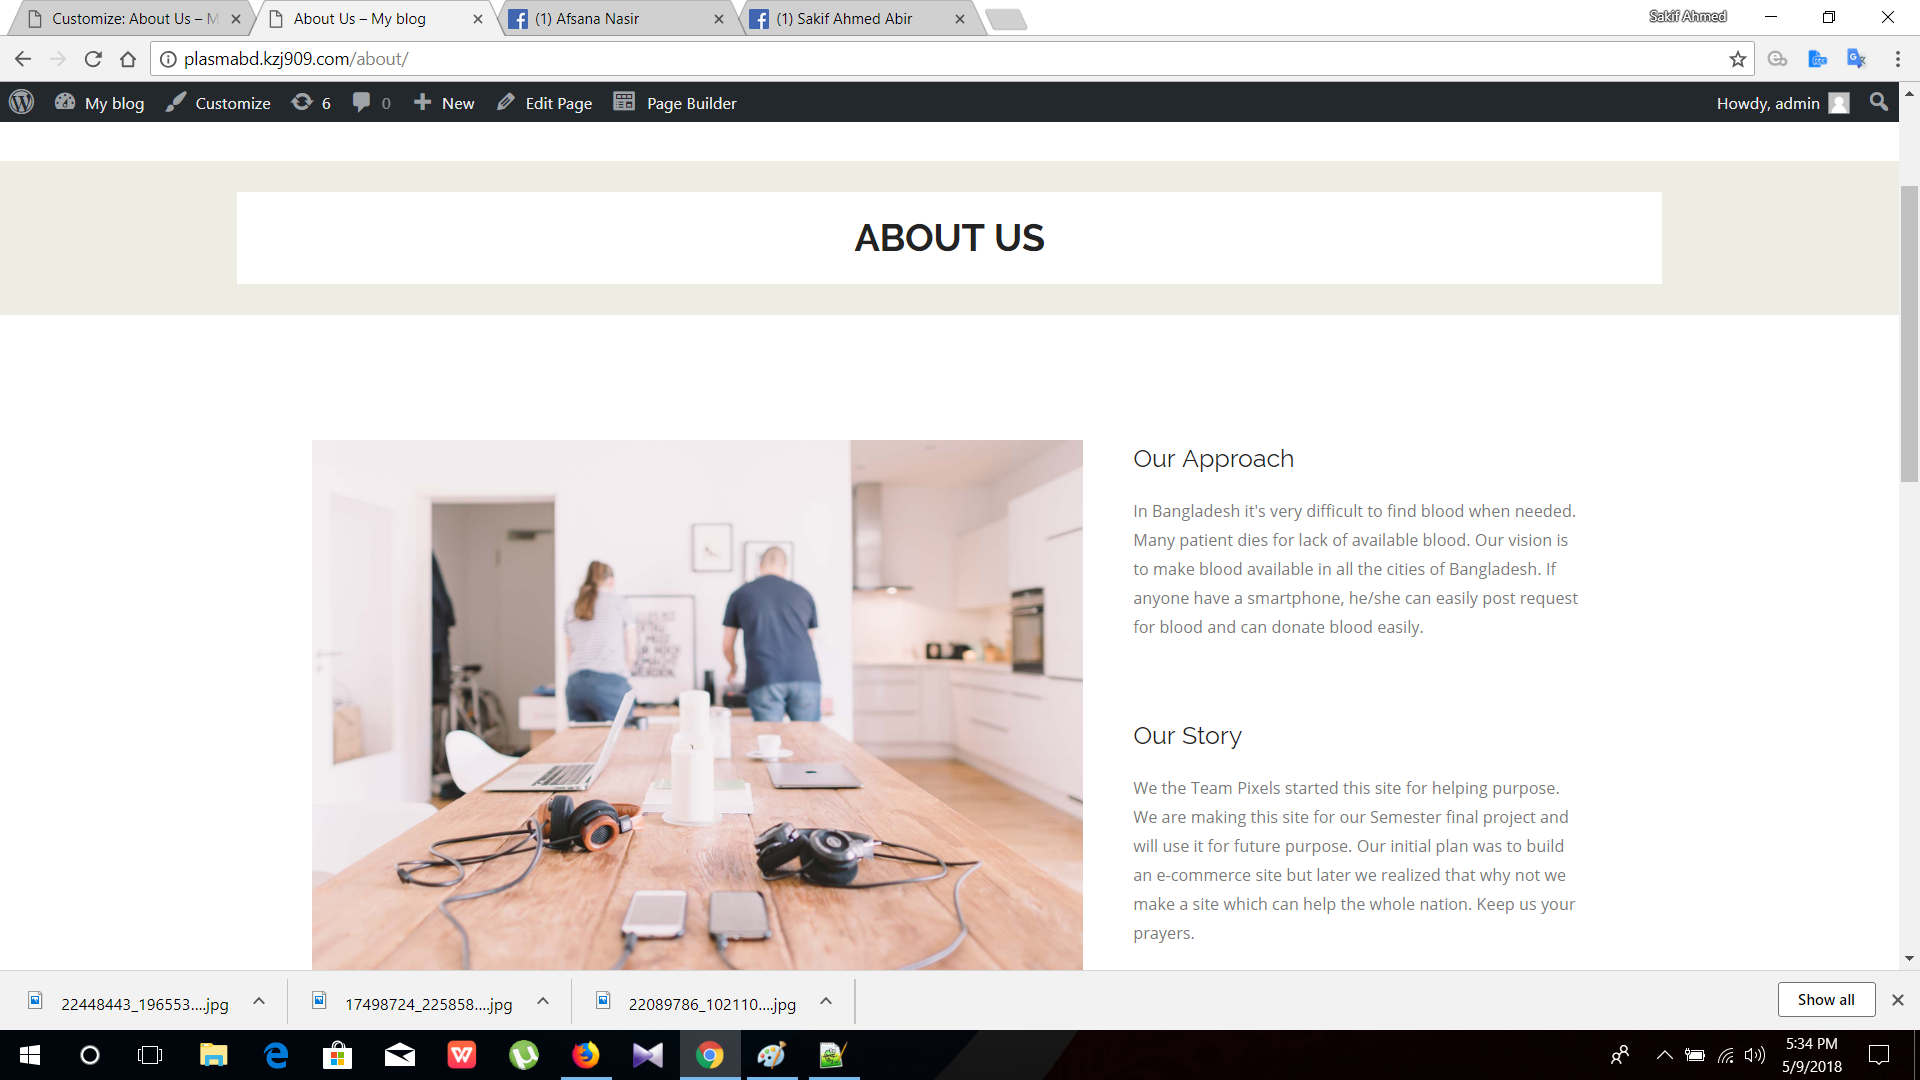 Customize: About Us – M
About Us – My blog
(1) Afsana Nasir
(1) Sakif Ahmed Abir
Sakif Ahmed
plasmabd.kzj909.com/about/
My blog
Customize
6
0
New
Edit Page
Page Builder
Howdy, admin
ABOUT US
Our Approach
In Bangladesh it's very difficult to find blood when needed.
Many patient dies for lack of available blood. Our vision is
to make blood available in all the cities of Bangladesh. If
anyone have a smartphone, he/she can easily post request
for blood and can donate blood easily.
Our Story
We the Team Pixels started this site for helping purpose.
We are making this site for our Semester final project and
will use it for future purpose. Our initial plan was to build
an e-commerce site but later we realized that why not we
make a site which can help the whole nation. Keep us your
prayers.
22448443_196553....jpg
17498724_225858....jpg
22089786_102110....jpg
Show all
5:34 PM
5/9/2018